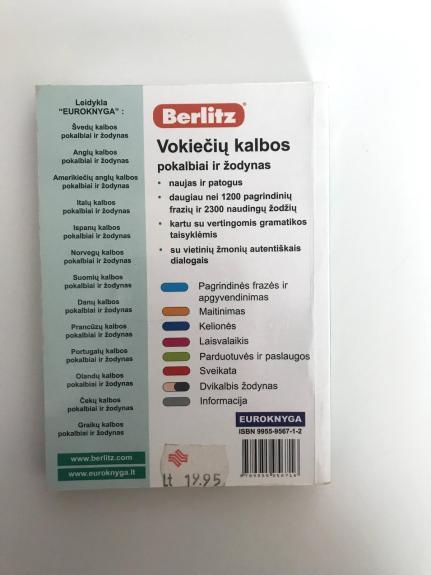 Leidykla
"EUROKNYGA" :
Švedų kalbos
pokalbiai ir žodynas
Anglų kalbos
pokalbiai ir žodynas
Amerikiečių anglų kalbos
pokalbiai ir žodynas
Italų kalbos
pokalbiai ir žodynas
Ispanų kalbos
pokalbiai ir žodynas
Norvegų kalbos
pokalbiai ir žodynas
Suomių kalbos
pokalbiai ir žodynas
Danų kalbos
pokalbiai ir žodynas
Prancūzų kalbos
pokalbiai ir žodynas
Portugalų kalbos
pokalbiai ir žodynas
Olandų kalbos
pokalbiai ir žodynas
Čekų kalbos
pokalbiai ir žodynas
Graikų kalbos
pokalbiai ir žodynas
www.berlitz.com
www.euroknyga.lt
Berlitz®
Vokiečių kalbos
pokalbiai ir žodynas
• naujas ir patogus
• daugiau nei 1200 pagrindinių
frazių ir 2300 naudingų žodžių
• kartu su vertingomis gramatikos
taisyklėmis
• su vietinių žmonių autentiškais
dialogais
Pagrindinės frazės ir
apgyvendinimas
Maitinimas
Kelionės
Laisvalaikis
Parduotuvės ir paslaugos
Sveikata
Dvikalbis žodynas
Informacija
EUROKNYGA
ISBN 9955-9567-1-2
Lt 19.95